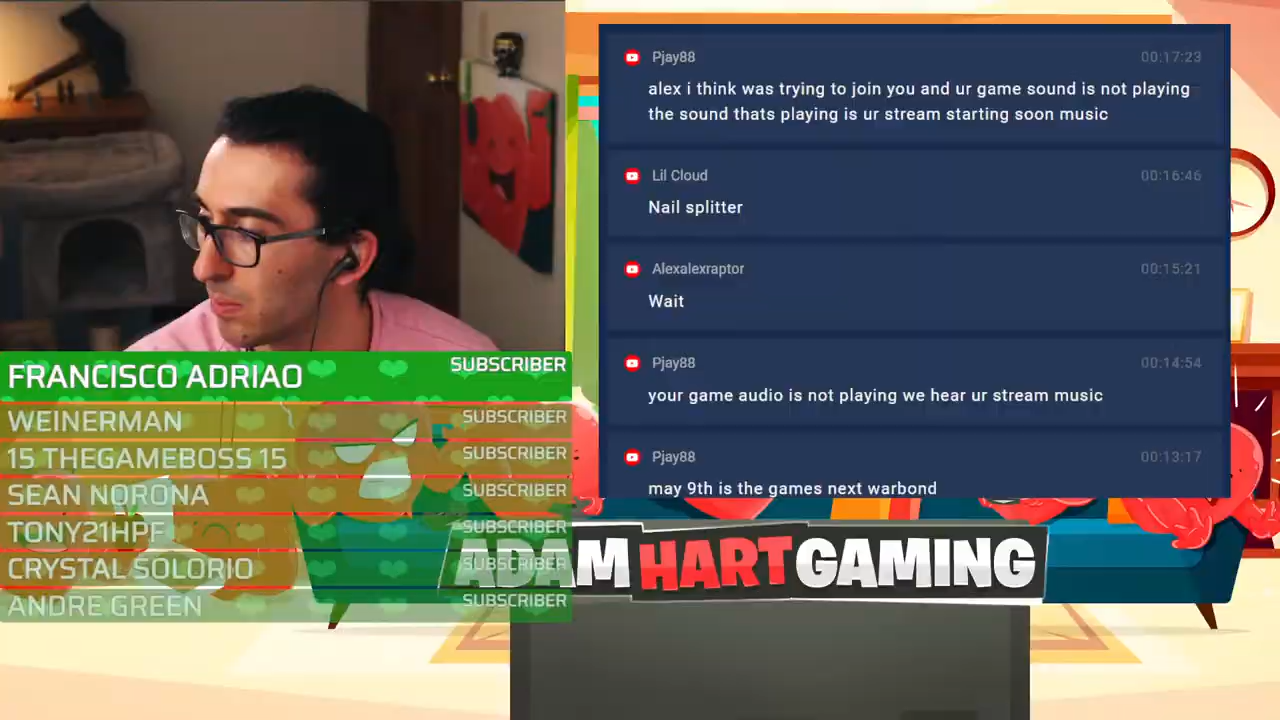 Pjay88
00:17:23
alex i think was trying to join you and ur game sound is not playing
the sound thats playing is ur stream starting soon music
Lil Cloud
00:16:46
Nail splitter
Alexalexraptor
00:15:21
Wait
Pjay88
00:14:54
your game audio is not playing we hear ur stream music
Pjay88
00:13:17
may 9th is the games next warbond
FRANCISCO ADRIAO SUBSCRIBER
WEINERMAN SUBSCRIBER
15 THEGAMEBOSS 15 SUBSCRIBER
SEAN NORONA SUBSCRIBER
TONY21HPF SUBSCRIBER
CRYSTAL SOLORIO SUBSCRIBER
ANDRE GREEN SUBSCRIBER
ADAM HART GAMING